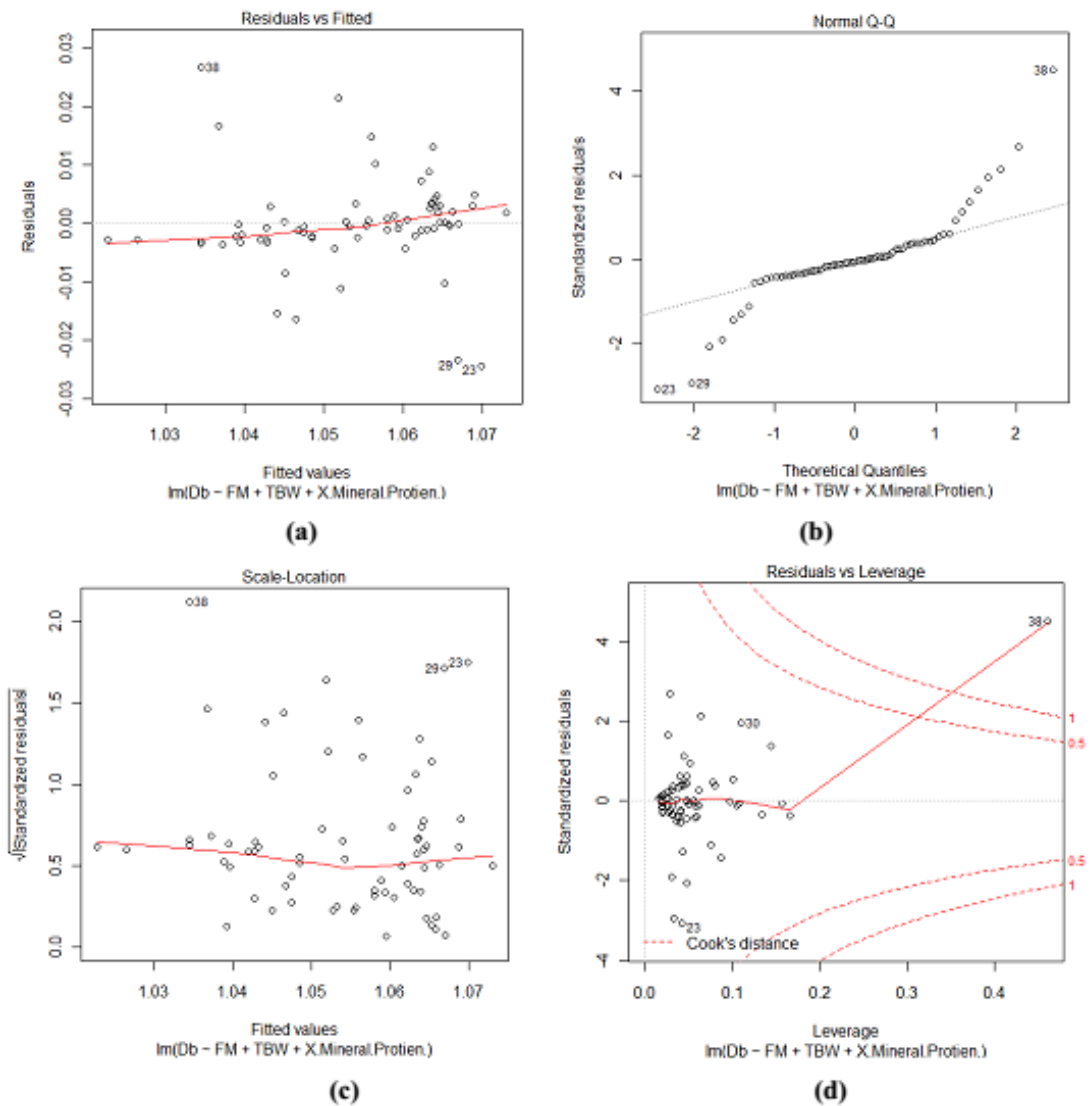 Residuals vs Fitted
0.03
0.02
0.01
0.00
-0.01
-0.02
-0.03
Residuals
38
29
23
1.03 1.04 1.05 1.06 1.07
Fitted values
lm(Db ~ FM + TBW + X.Mineral.Protien.)
(a)
Normal Q-Q
4
2
0
-2
Standardized residuals
38
23
29
-2 -1 0 1 2
Theoretical Quantiles
lm(Db ~ FM + TBW + X.Mineral.Protien.)
(b)
Scale-Location
2.0
1.5
1.0
0.5
0.0
√|Standardized residuals|
38
29
23
1.03 1.04 1.05 1.06 1.07
Fitted values
lm(Db ~ FM + TBW + X.Mineral.Protien.)
(c)
Residuals vs Leverage
4
2
0
-2
-4
Standardized residuals
38
30
23
1
0.5
0.5
1
Cook's distance
0.0 0.1 0.2 0.3 0.4
Leverage
lm(Db ~ FM + TBW + X.Mineral.Protien.)
(d)